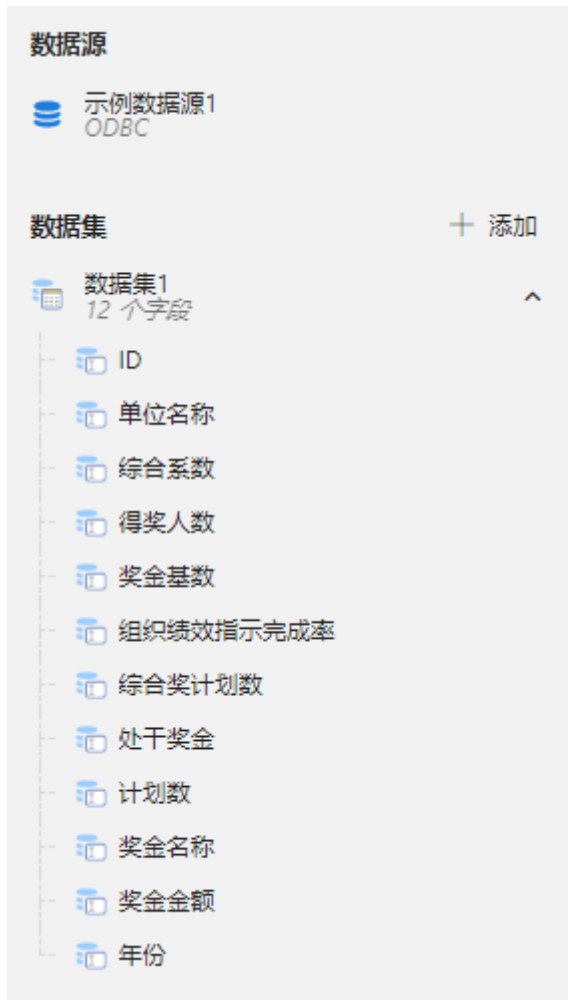 数据源
示例数据源1
ODBC
数据集
添加
数据集1
12 个字段
ID
单位名称
综合系数
得奖人数
奖金基数
组织绩效指示完成率
综合奖计划数
处干奖金
计划数
奖金名称
奖金金额
年份